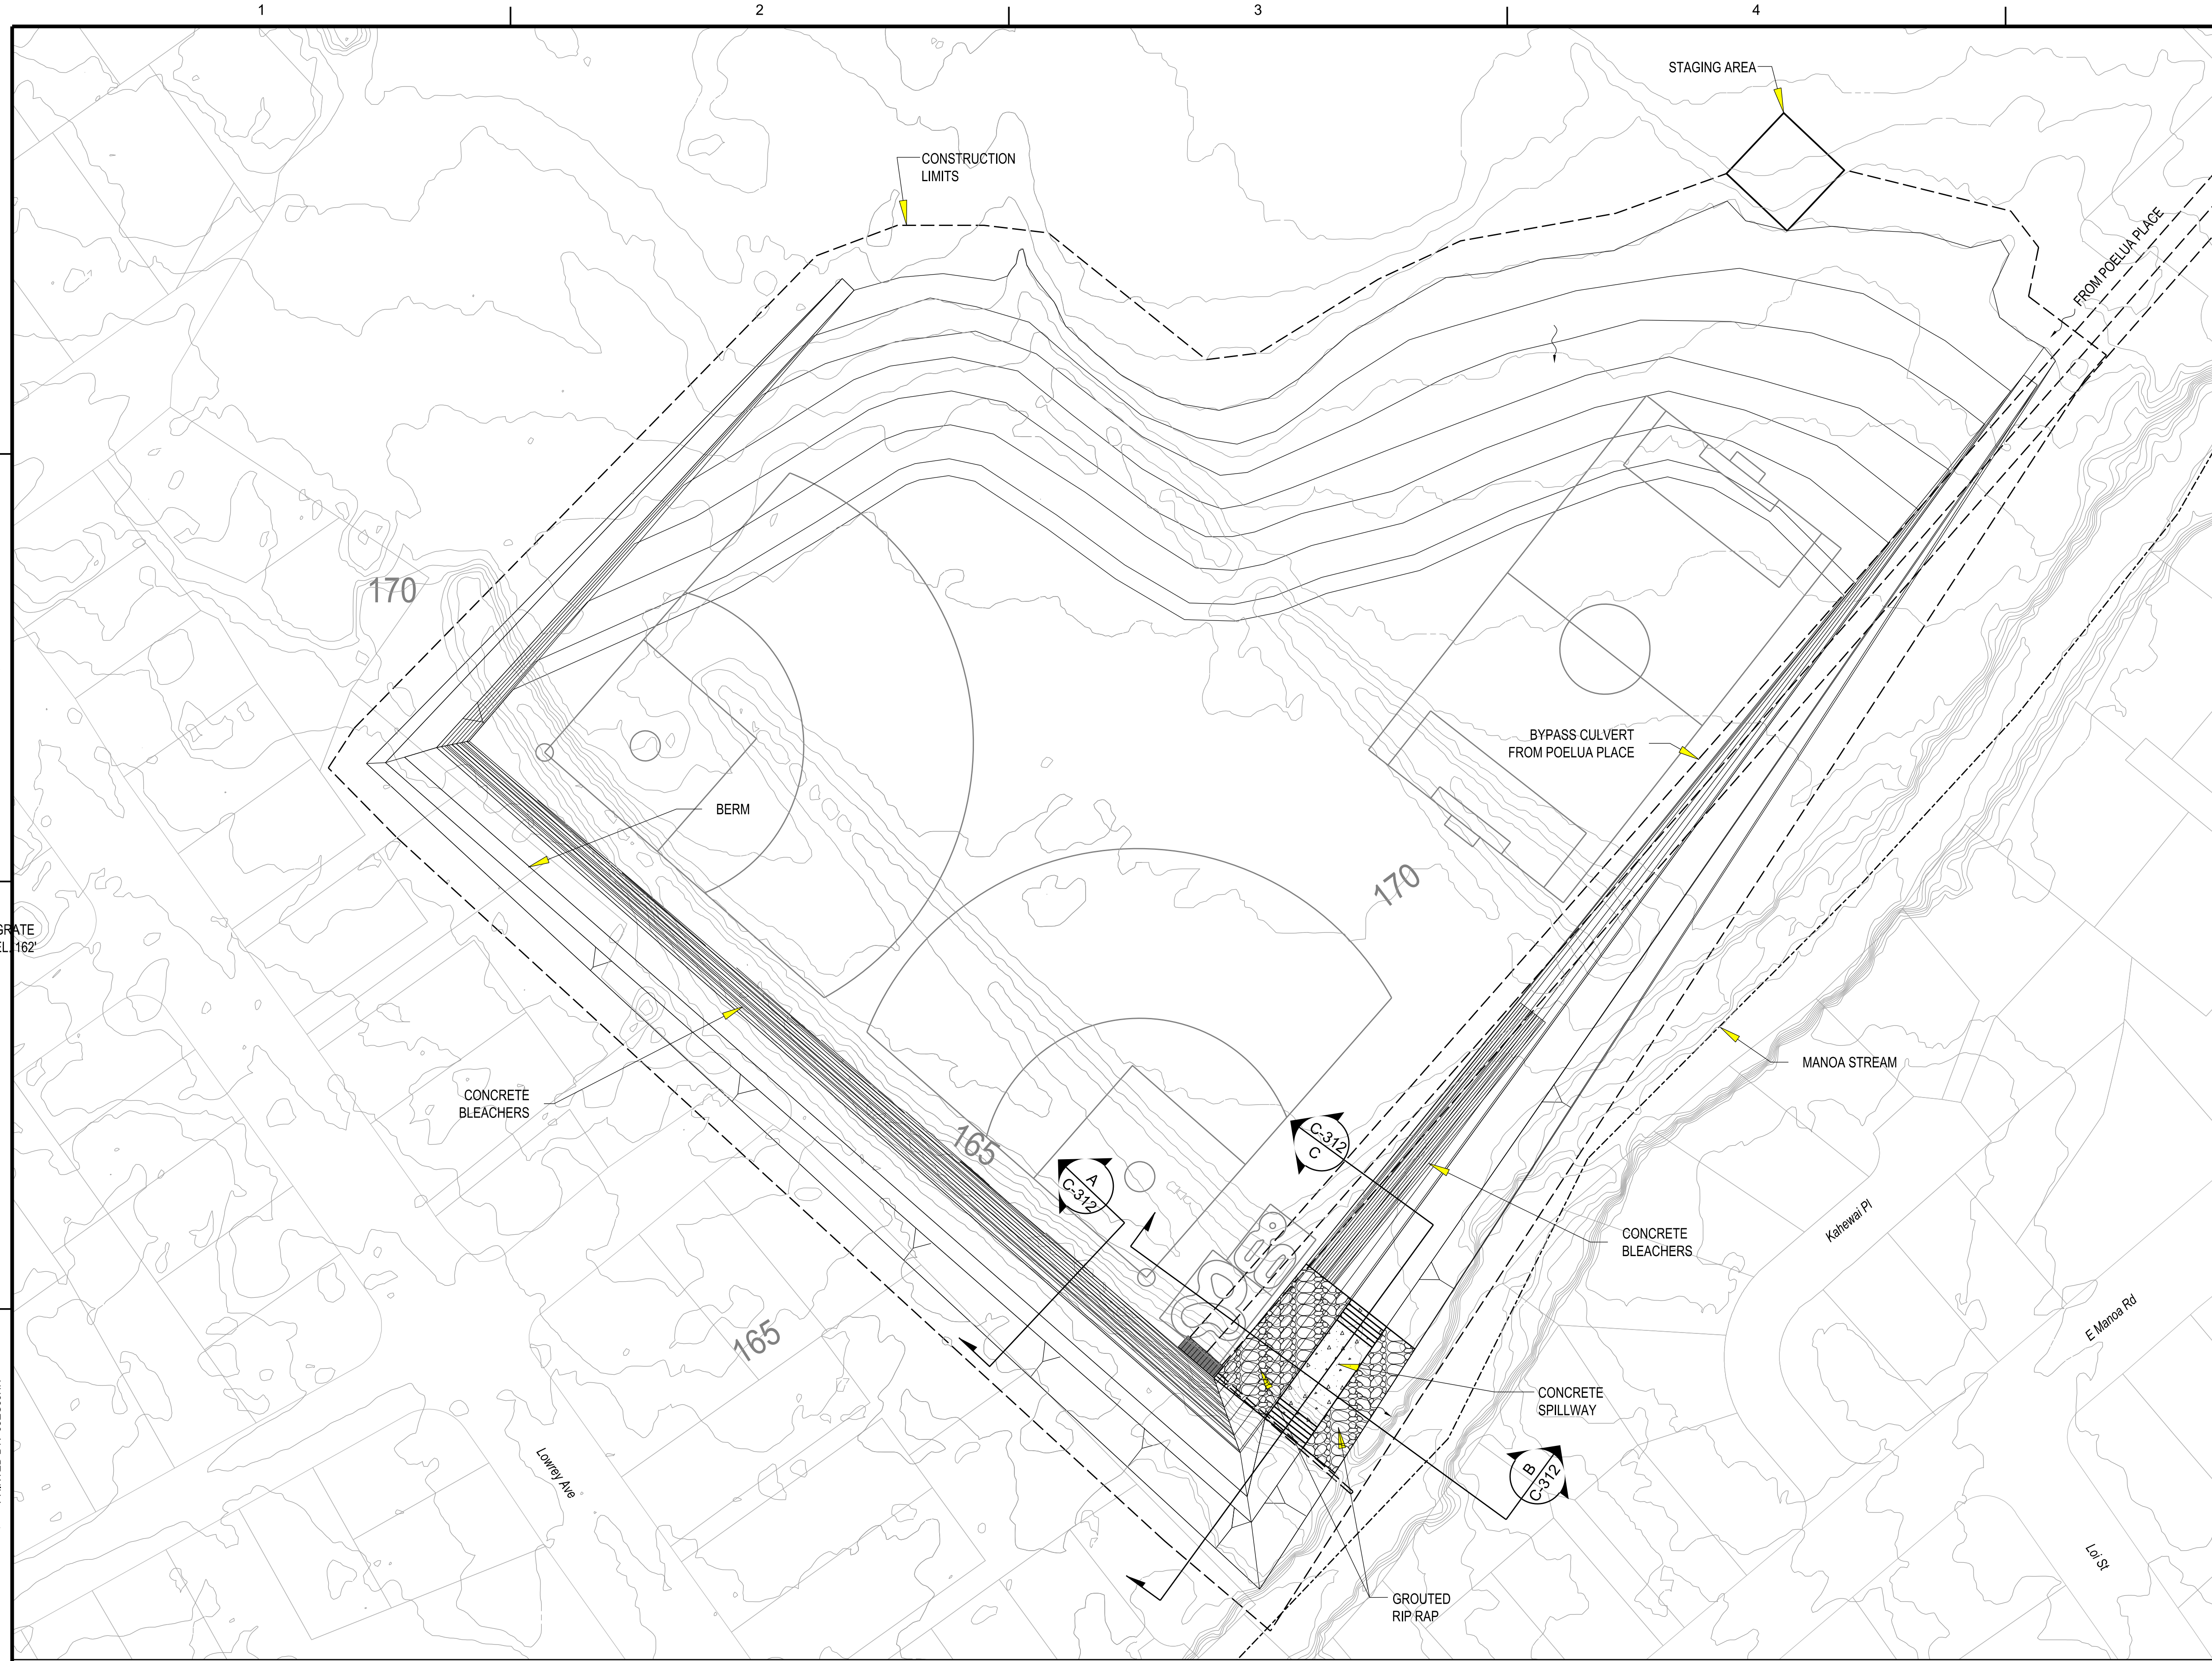 1
2
3
4
STAGING AREA
CONSTRUCTION
LIMITS
FROM POELUA PLACE
170
BYPASS CULVERT
FROM POELUA PLACE
BERM
170
GRATE
EL. 162'
MANOA STREAM
CONCRETE
BLEACHERS
165
A
C-312
C-312
C
Kahewai Pl
CONCRETE
BLEACHERS
E Manoa Rd
165
CONCRETE
SPILLWAY
Lowrey Ave
B
C-312
Loi St
GROUTED
RIP RAP